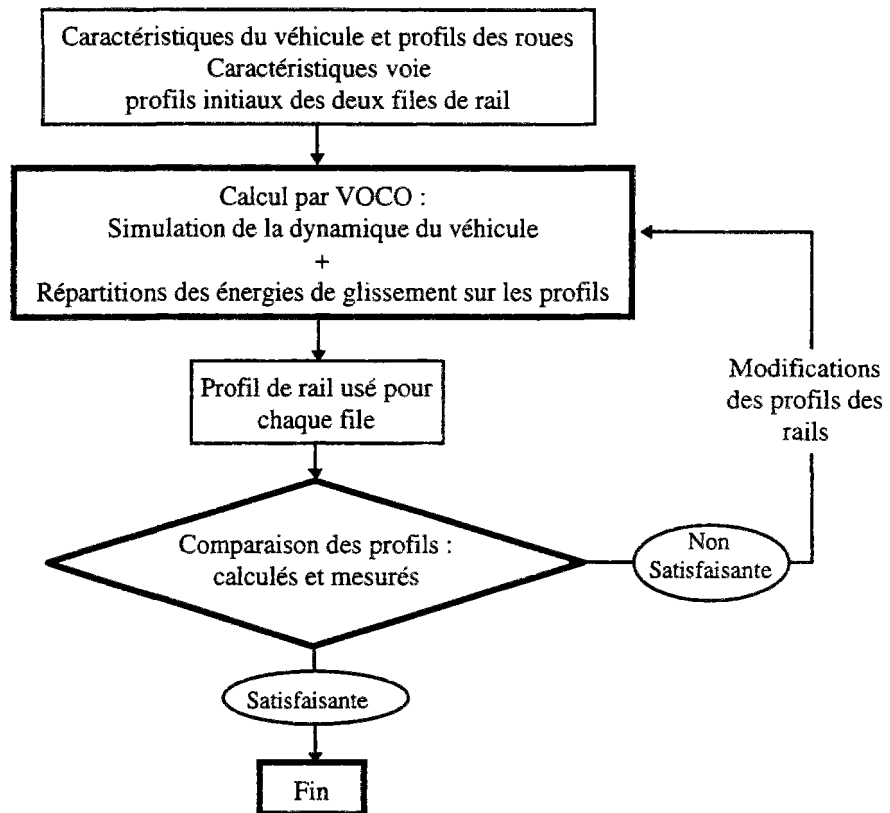 Caractéristiques du véhicule et profils des roues
Caractéristiques voie
profils initiaux des deux files de rail
Calcul par VOCO :
Simulation de la dynamique du véhicule
+
Répartitions des énergies de glissement sur les profils
Profil de rail usé pour
chaque file
Modifications
des profils des
rails
Comparaison des profils :
calculés et mesurés
Non
Satisfaisante
Satisfaisante
Fin